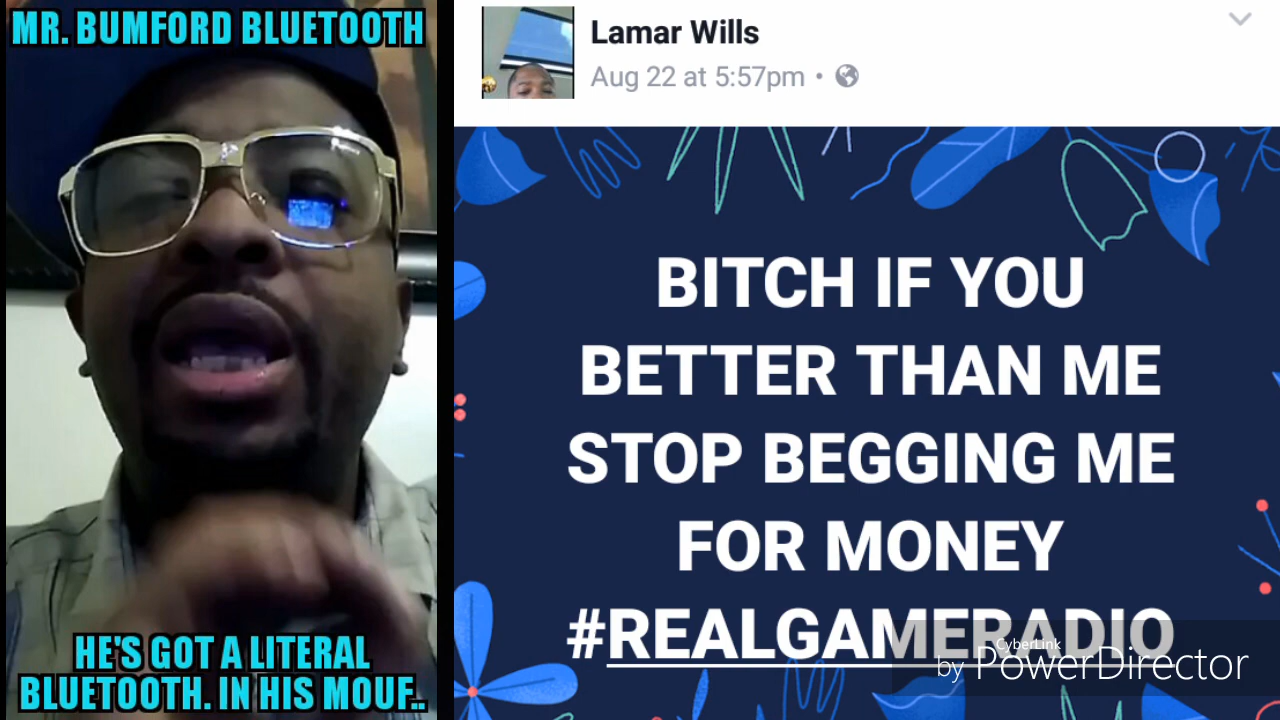 MR. BUMFORD BLUETOOTH
HE'S GOT A LITERAL
BLUETOOTH. IN HIS MOUF..
Lamar Wills
Aug 22 at 5:57pm •
BITCH IF YOU
BETTER THAN ME
STOP BEGGING ME
FOR MONEY
#REALGAMERADIO
CyberLink
by PowerDirector